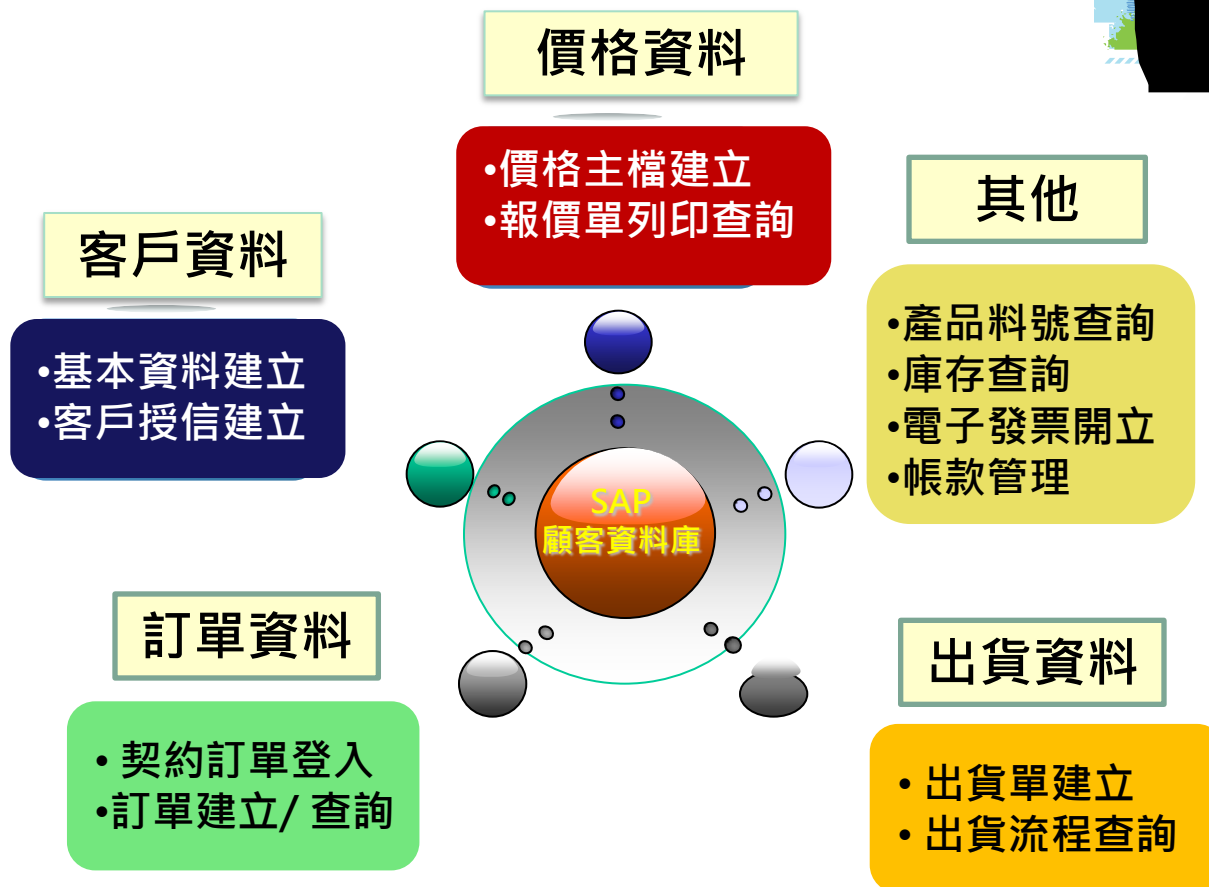 價格資料
•價格主檔建立
•報價單列印查詢
客戶資料
•基本資料建立
•客戶授信建立
其他
•產品料號查詢
•庫存查詢
•電子發票開立
•帳款管理
SAP
顧客資料庫
訂單資料
• 契約訂單登入
•訂單建立/ 查詢
出貨資料
• 出貨單建立
• 出貨流程查詢